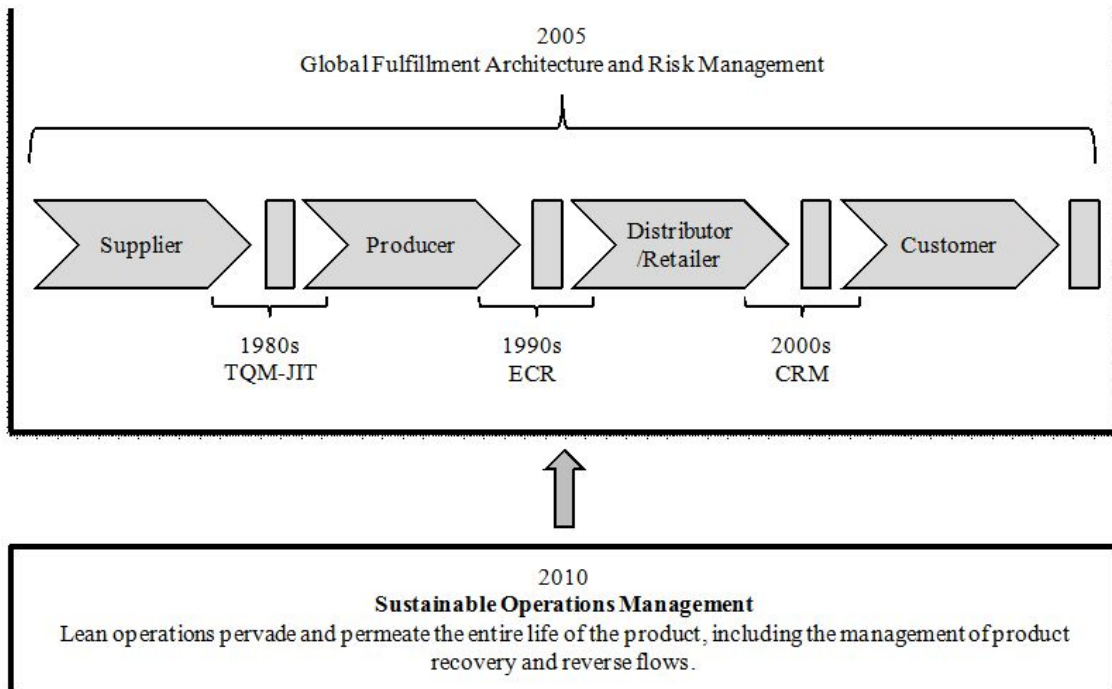 2005
Global Fulfillment Architecture and Risk Management
Supplier
Producer
Distributor
/Retailer
Customer
1980s
TQM-JIT
1990s
ECR
2000s
CRM
2010
Sustainable Operations Management
Lean operations pervade and permeate the entire life of the product, including the management of product
recovery and reverse flows.